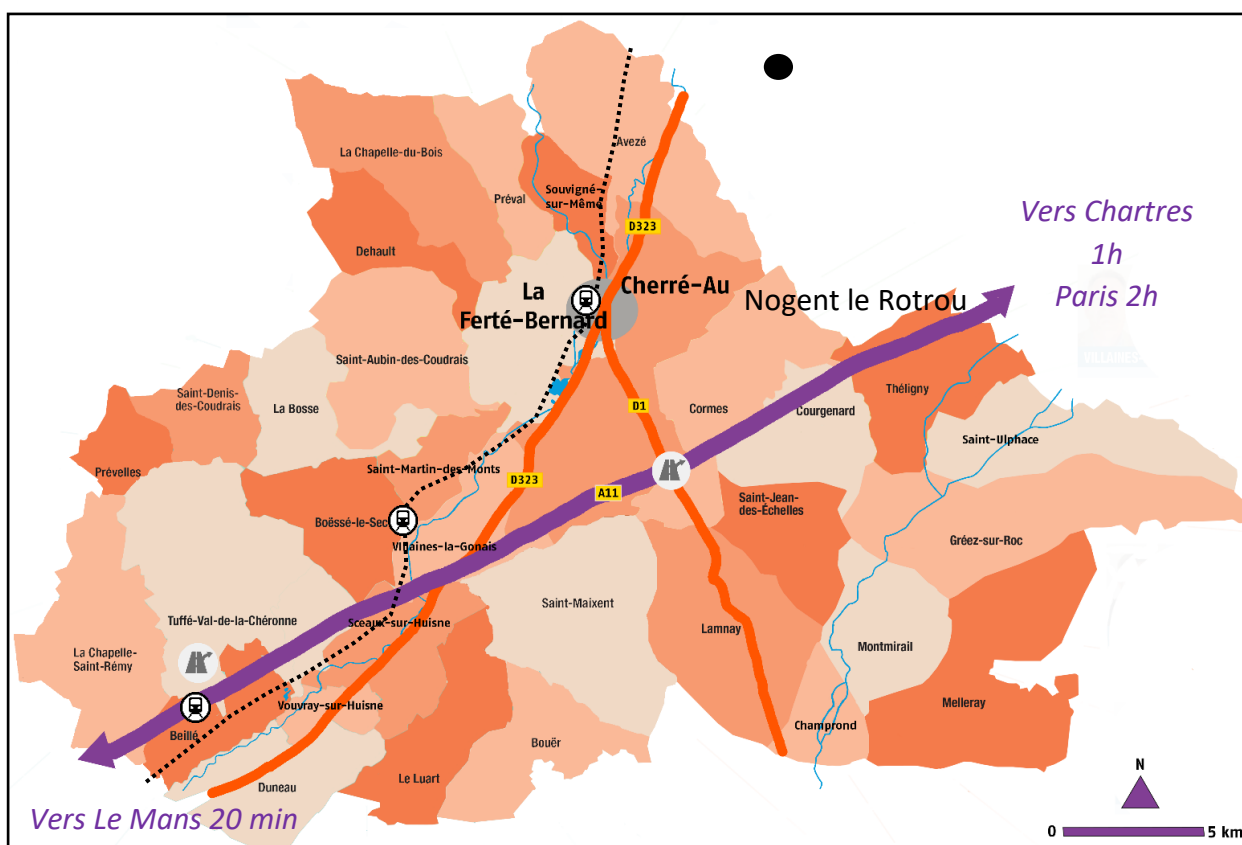 Avezé
La Chapelle-du-Bois
Souvigné-
sur-Même
Préval
D323
Dehault
Vers Chartres
1h
Paris 2h
La
Ferté-Bernard
Cherré-Au
Nogent le Rotrou
VILLAINES-
Saint-Aubin-des-Coudrais
Saint-Denis-
des-Coudrais
La Bosse
D1
Cormes
Courgenard
Théligny
Saint-Ulphace
Prévelles
Saint-Martin-des-Monts
D323
A11
Saint-Jean
des-Échelles
Boëssé-le-Sec
Villaines-la-Gonais
Gréez-sur-Roc
Saint-Maixent
Tuffé-Val-de-la-Chéronne
Sceaux-sur-Huisne
Lamnay
Montmirail
La Chapelle-
Saint-Rémy
Vouvray-sur-Huisne
Melleray
Champrond
Beillé
Bouër
Duneau
Le Luart
N
Vers Le Mans 20 min
0
5 km